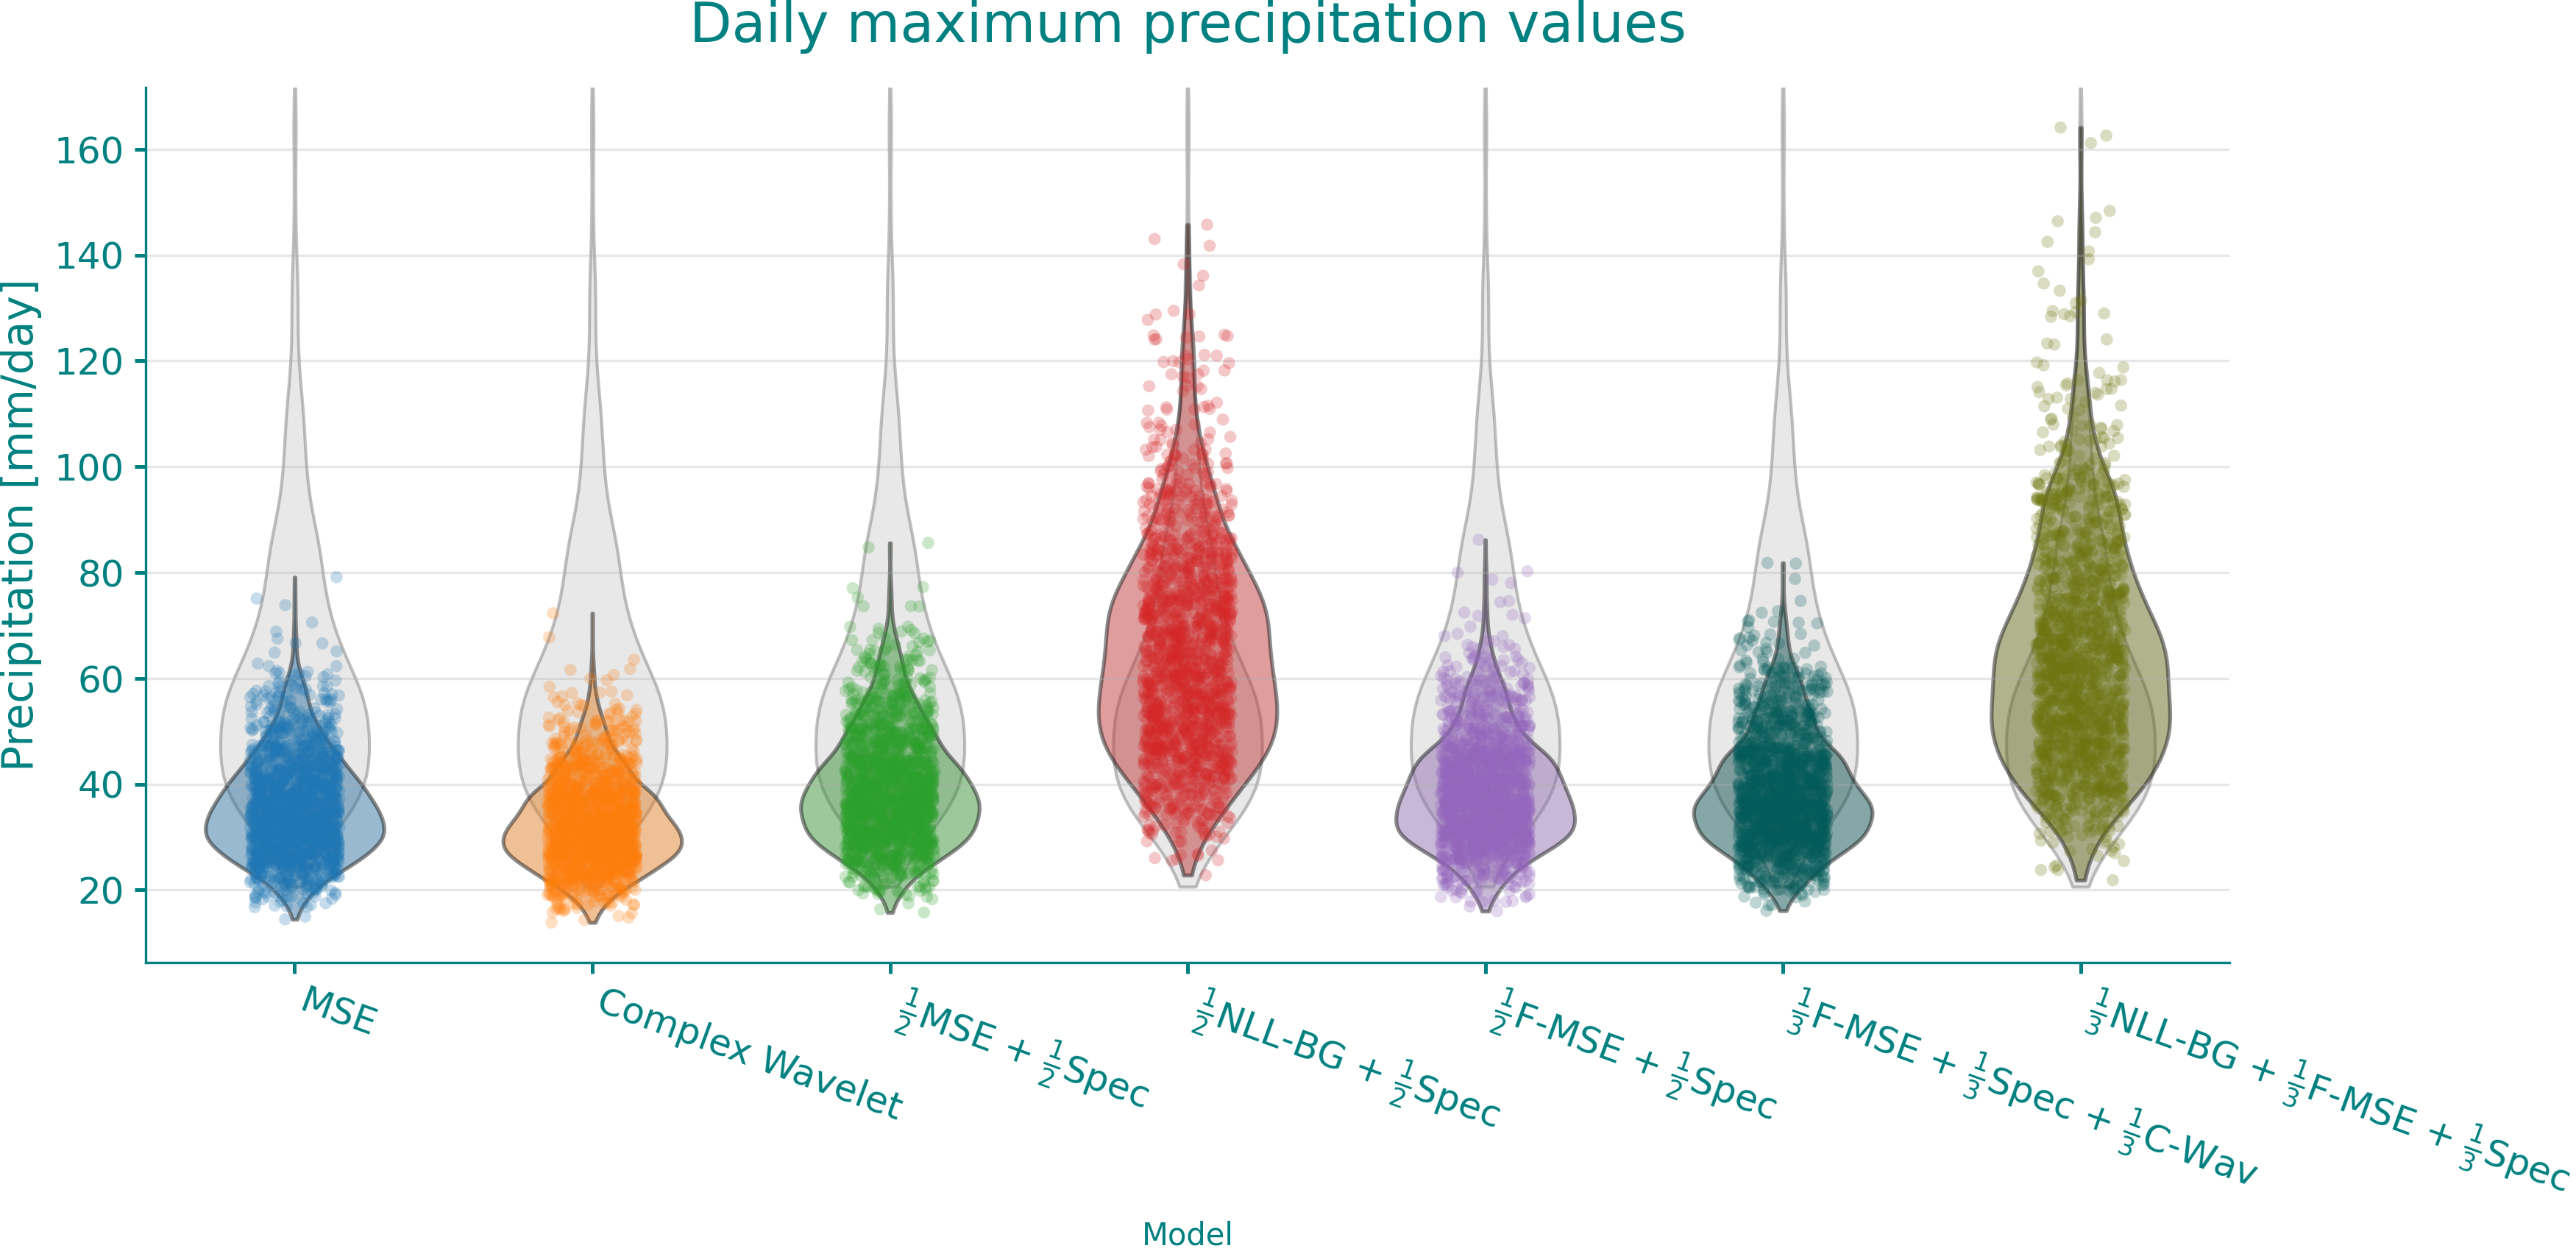 Daily maximum precipitation values
Precipitation [mm/day]
160
140
120
100
80
60
40
20
MSE
Complex Wavelet
½MSE + ½Spec
½NLL-BG + ½Spec
½F-MSE + ½Spec
⅓F-MSE + ⅓Spec + ⅓C-Wav
⅓NLL-BG + ⅓F-MSE + ⅓Spec
Model